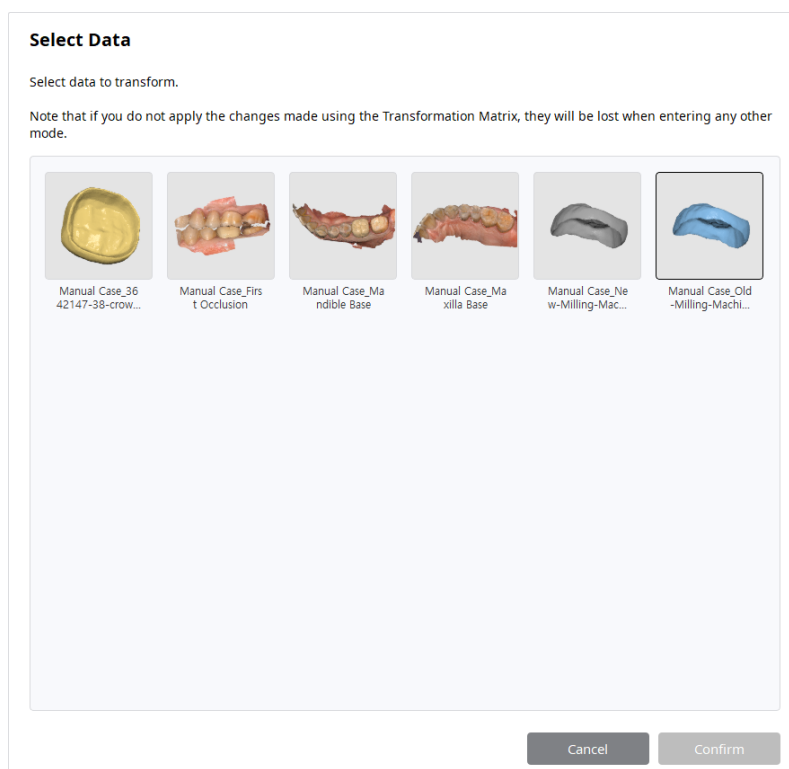 Select Data
Select data to transform.
Note that if you do not apply the changes made using the Transformation Matrix, they will be lost when entering any other
mode.
Manual Case_36
42147-38-crow...
Manual Case_Firs
t Occlusion
Manual Case_Ma
ndible Base
Manual Case_Ma
xilla Base
Manual Case_Ne
w-Milling-Mac...
Manual Case_Old
-Milling-Machi...
Cancel
Confirm